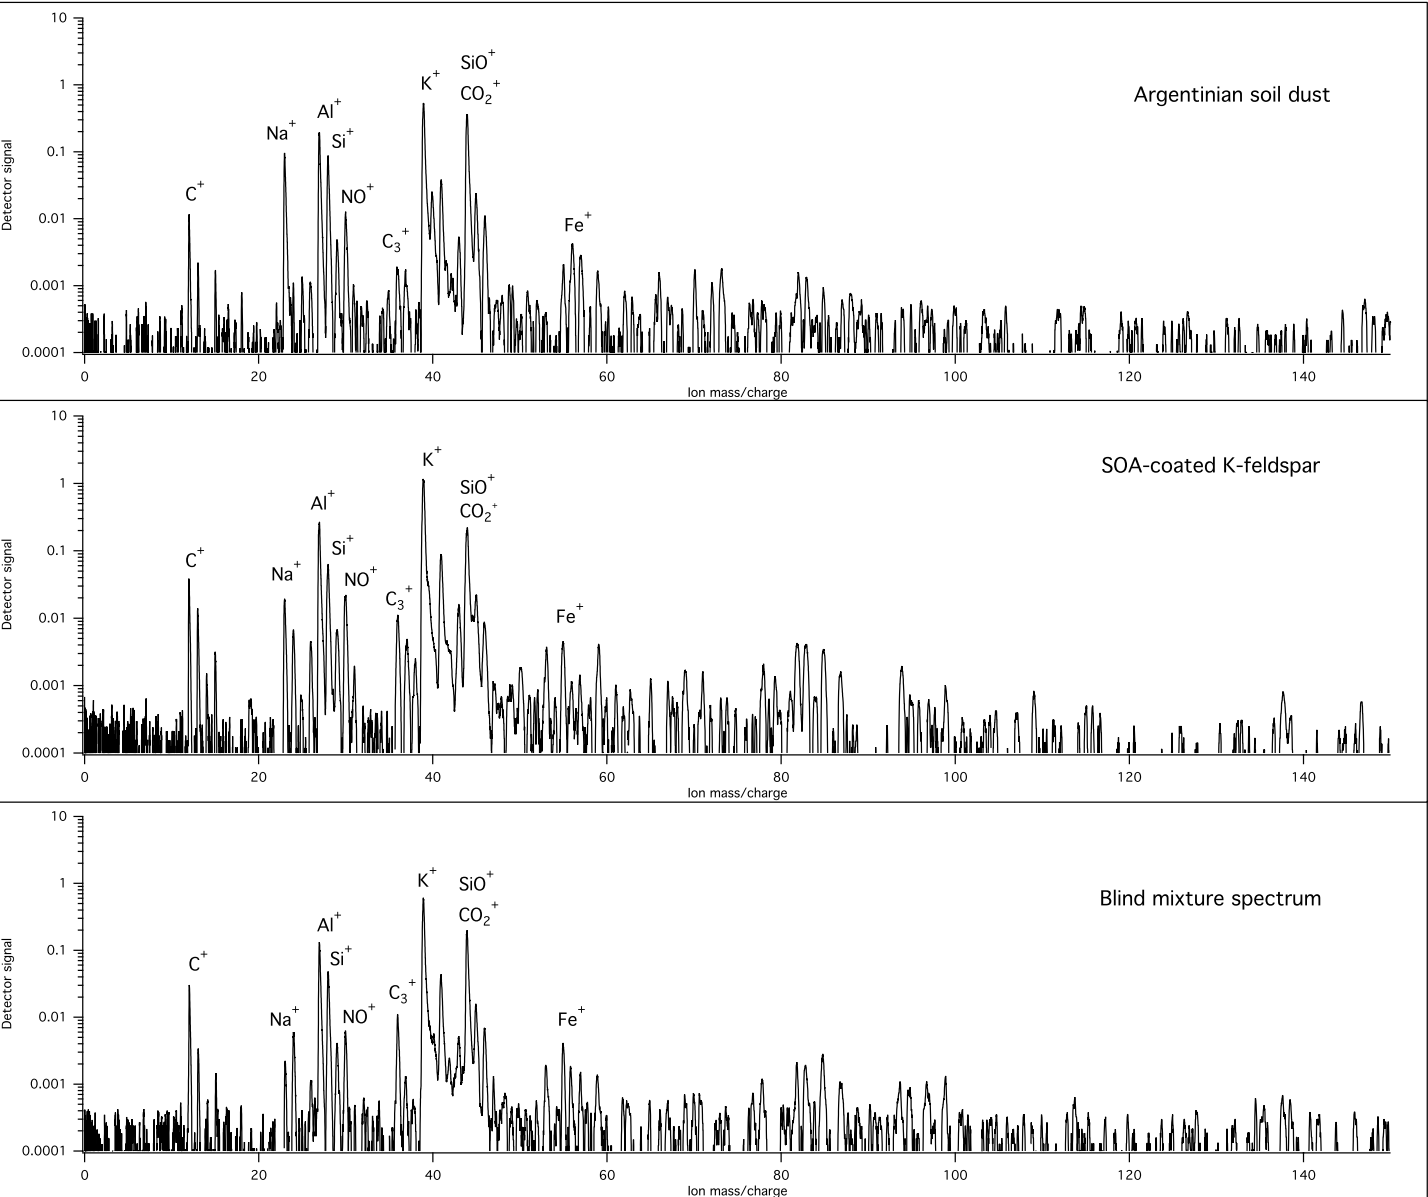 10
1
0.1
0.01
0.001
0.0001
Detector signal
C+
Na+
Al+
Si+
NO+
C3+
K+
SiO+
CO2+
Fe+
Argentinian soil dust
0 20 40 60 80 100 120 140
Ion mass/charge
10
1
0.1
0.01
0.001
0.0001
Detector signal
C+
Na+
Al+
Si+
NO+
C3+
K+
SiO+
CO2+
Fe+
SOA-coated K-feldspar
0 20 40 60 80 100 120 140
Ion mass/charge
10
1
0.1
0.01
0.001
0.0001
Detector signal
C+
Na+
Al+
Si+
NO+
C3+
K+
SiO+
CO2+
Fe+
Blind mixture spectrum
0 20 40 60 80 100 120 140
Ion mass/charge